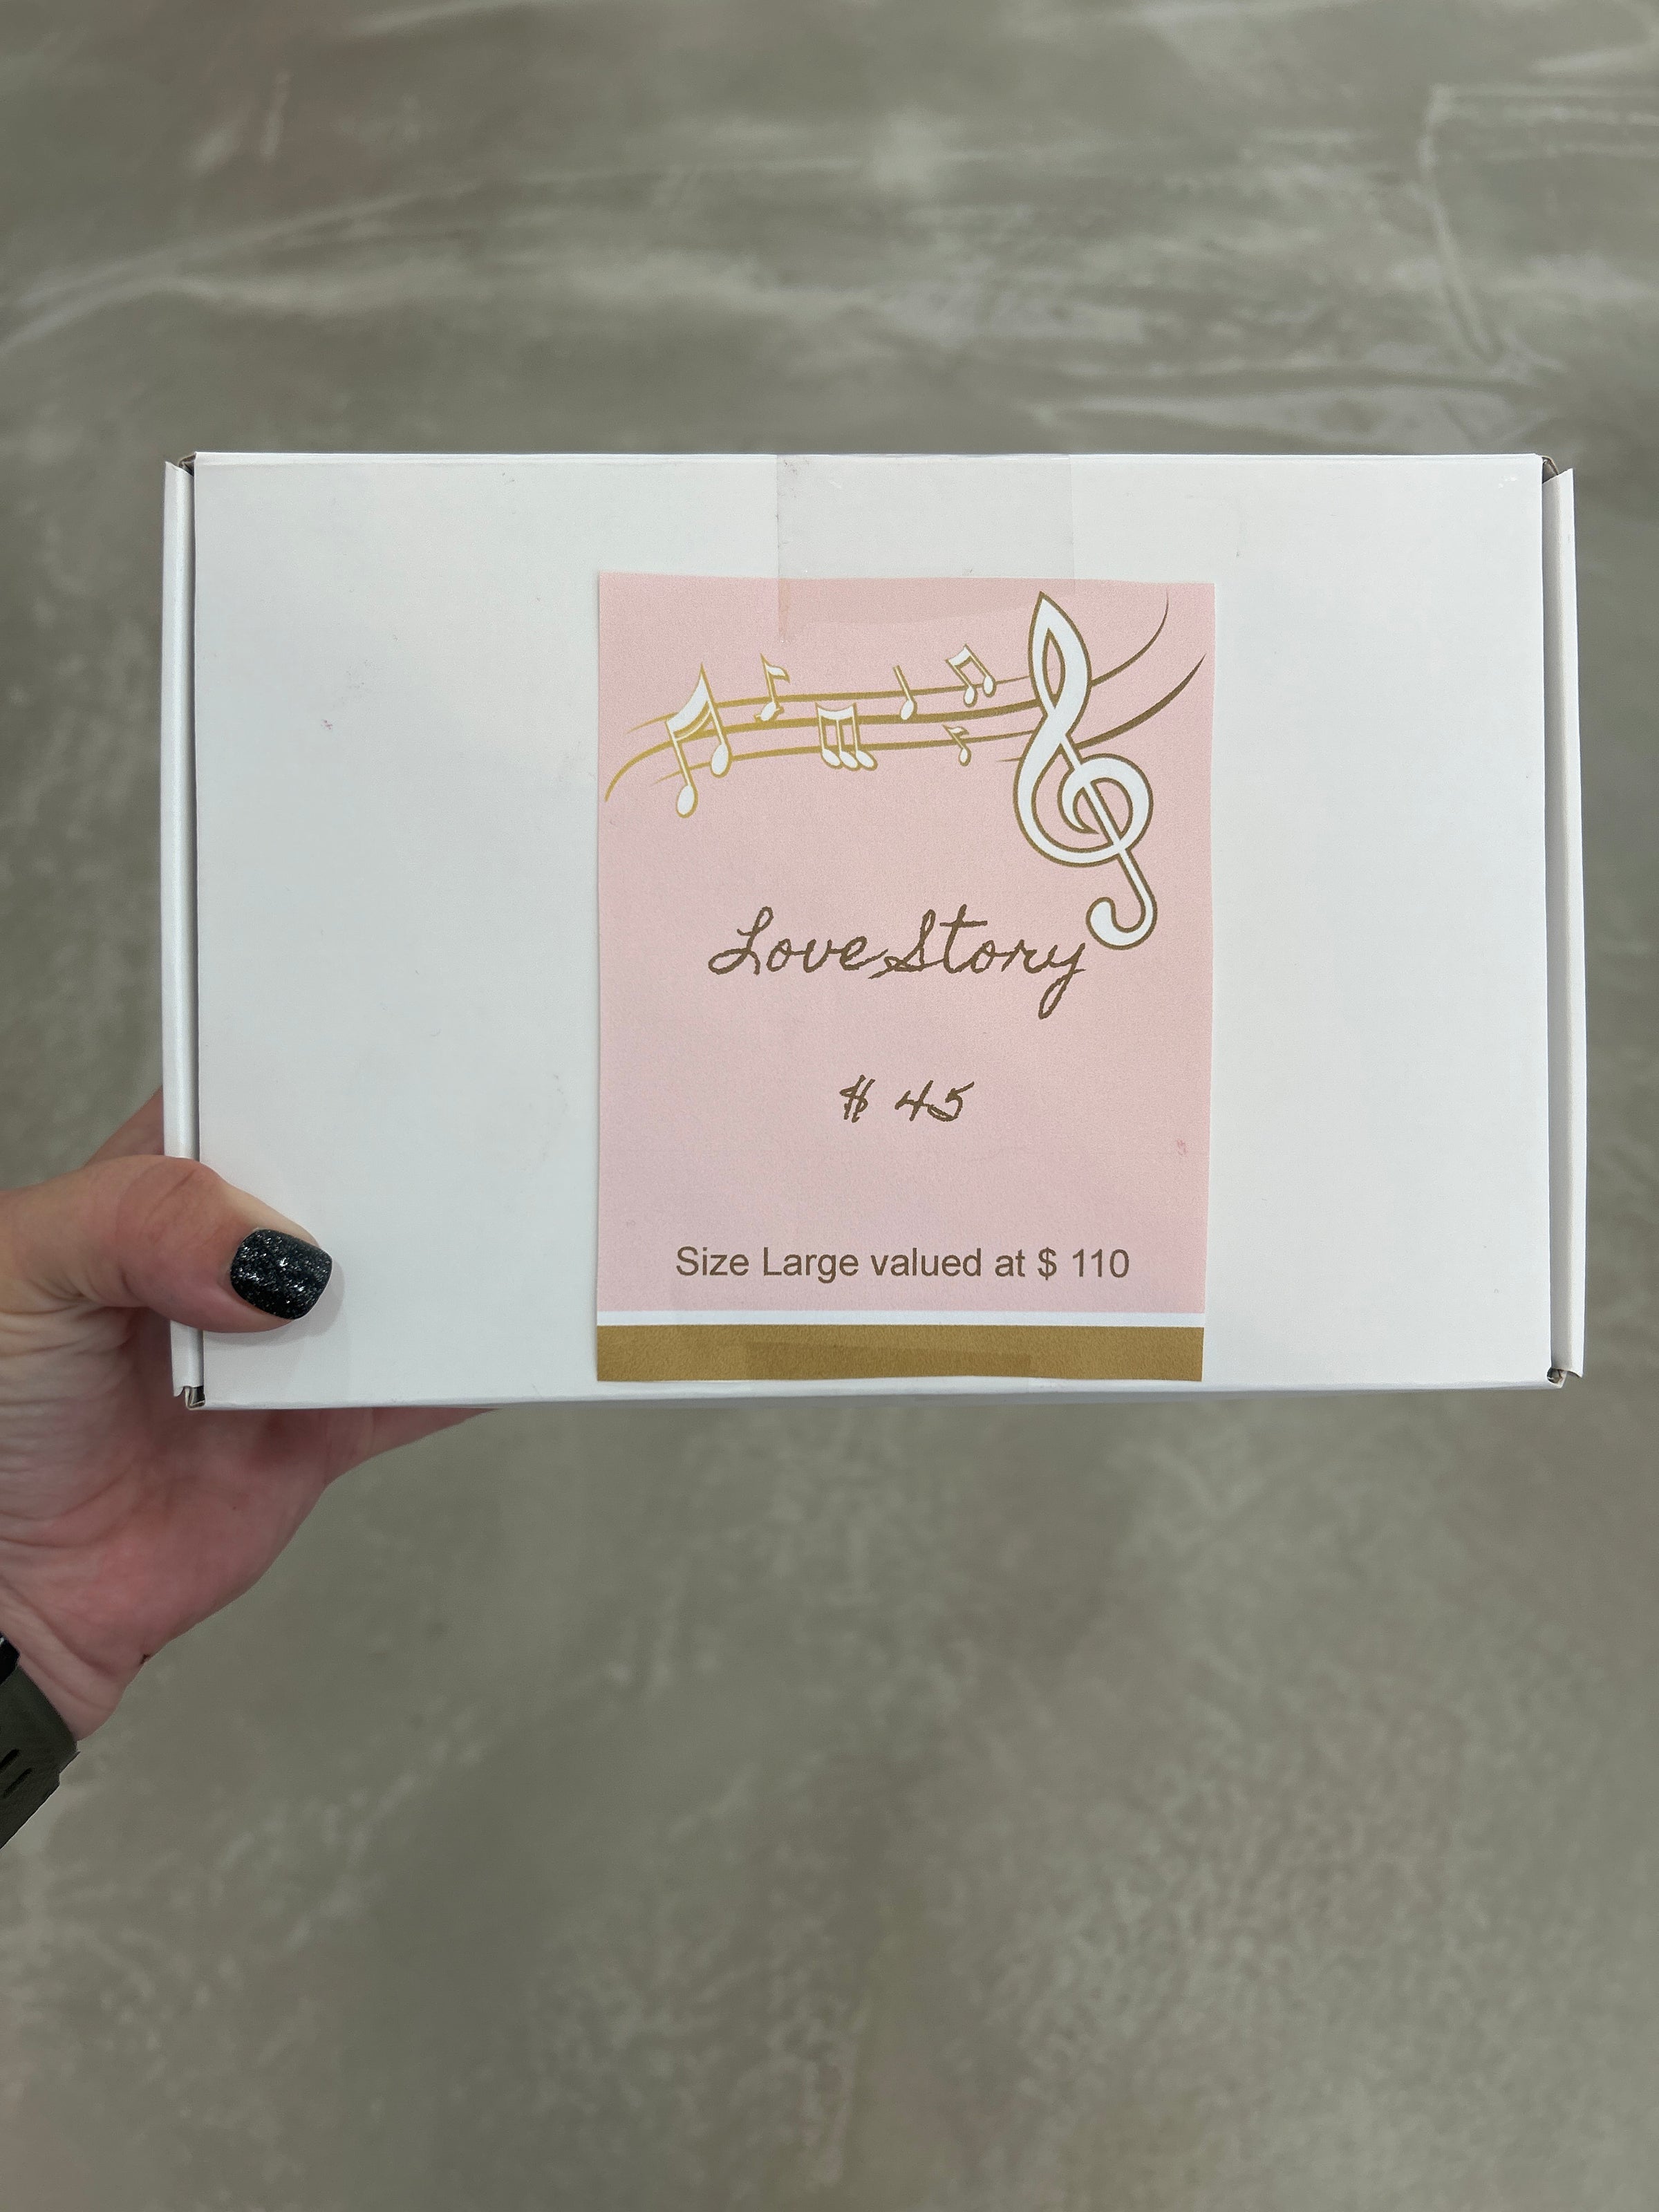 Love Story
$ 45
Size Large valued at $ 110